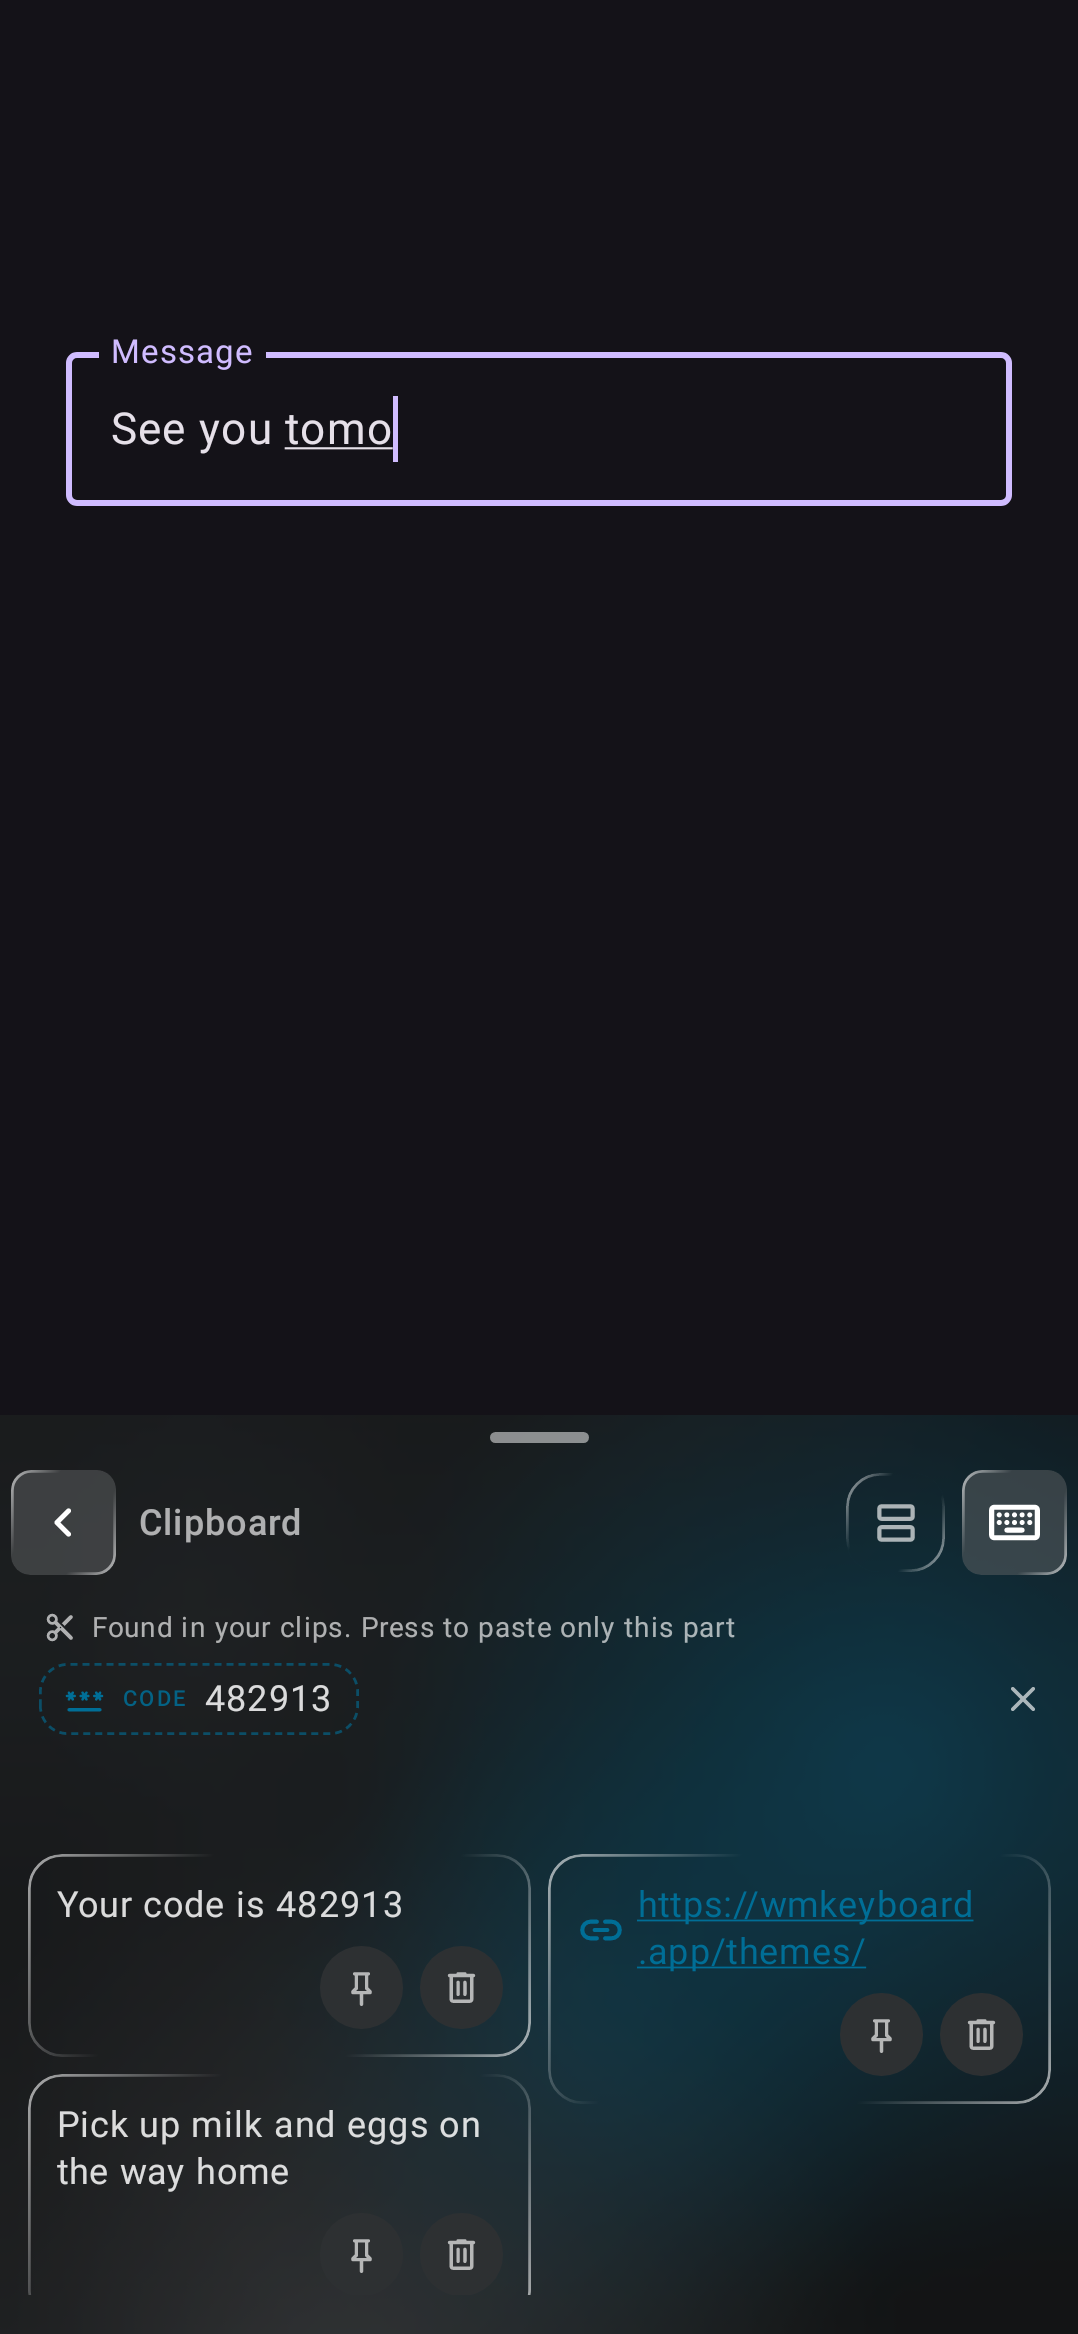 Message
See you tomo
Clipboard
Found in your clips. Press to paste only this part
*** CODE 482913
Your code is 482913
https://wmkeyboard
.app/themes/
Pick up milk and eggs on
the way home